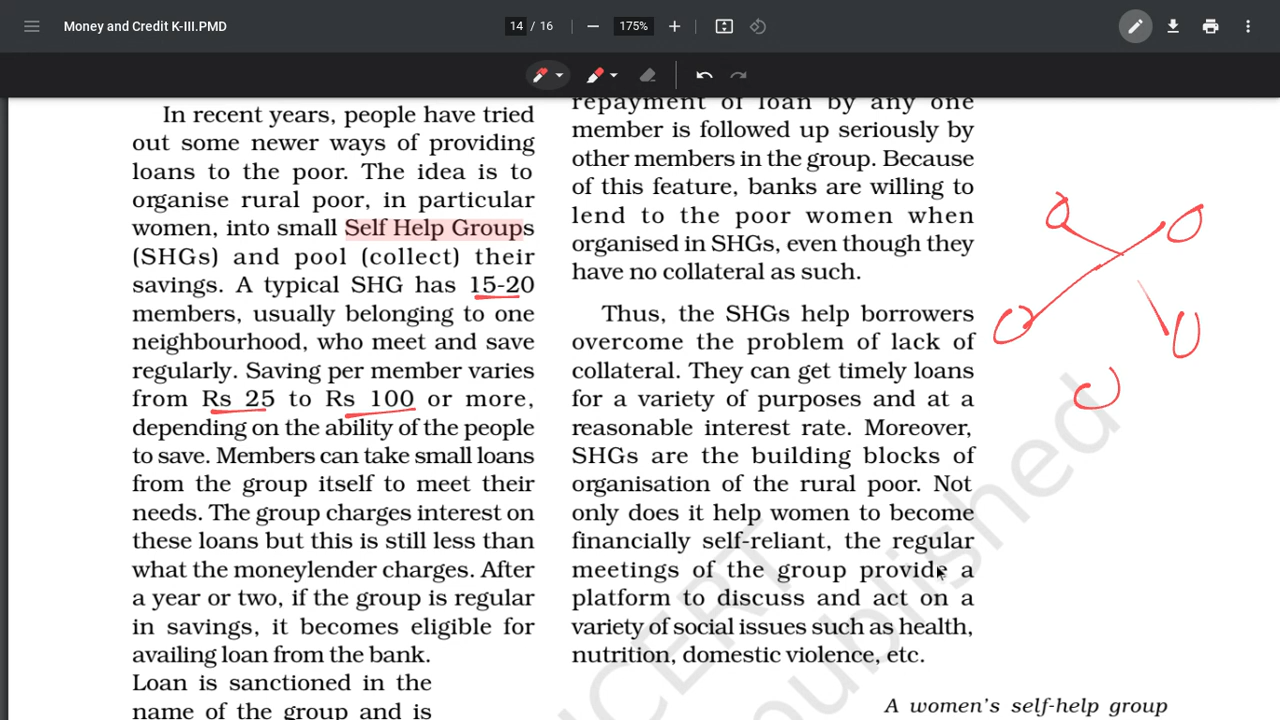 Money and Credit K-III.PMD
14 / 16
175%
In recent years, people have tried
out some newer ways of providing
loans to the poor. The idea is to
organise rural poor, in particular
women, into small Self Help Groups
(SHGs) and pool (collect) their
savings. A typical SHG has 15-20
members, usually belonging to one
neighbourhood, who meet and save
regularly. Saving per member varies
from Rs 25 to Rs 100 or more,
depending on the ability of the people
to save. Members can take small loans
from the group itself to meet their
needs. The group charges interest on
these loans but this is still less than
what the moneylender charges. After
a year or two, if the group is regular
in savings, it becomes eligible for
availing loan from the bank.
Loan is sanctioned in the
name of the group and is
repayment of loan by any one
member is followed up seriously by
other members in the group. Because
of this feature, banks are willing to
lend to the poor women when
organised in SHGs, even though they
have no collateral as such.
Thus, the SHGs help borrowers
overcome the problem of lack of
collateral. They can get timely loans
for a variety of purposes and at a
reasonable interest rate. Moreover,
SHGs are the building blocks of
organisation of the rural poor. Not
only does it help women to become
financially self-reliant, the regular
meetings of the group provide a
platform to discuss and act on a
variety of social issues such as health,
nutrition, domestic violence, etc.
A women's self-help group